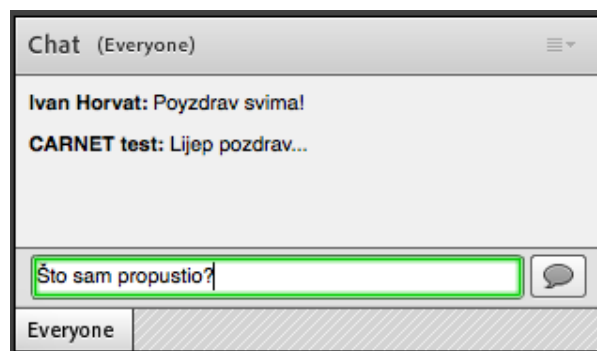 Chat (Everyone)
Ivan Horvat: Poyzdrav svima!
CARNET test: Lijep pozdrav...
Što sam propustio?
Everyone